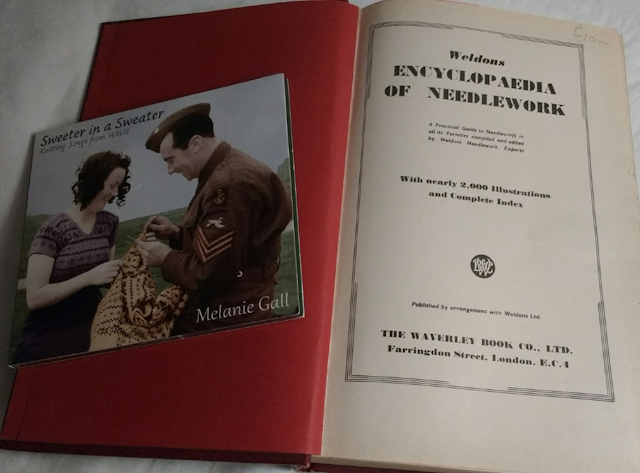 Sweeter in a Sweater
Knitting Songs from WWII
Melanie Gall
Weldons
ENCYCLOPAEDIA
OF NEEDLEWORK
A Practical Guide to Needlecraft in
all its Varieties compiled and edited
by Weldons Needlework Experts
With nearly 2,000 Illustrations
and Complete Index
Published by arrangement with Weldons Ltd.
THE WAVERLEY BOOK CO., LTD.
Farringdon Street, London, E.C.4